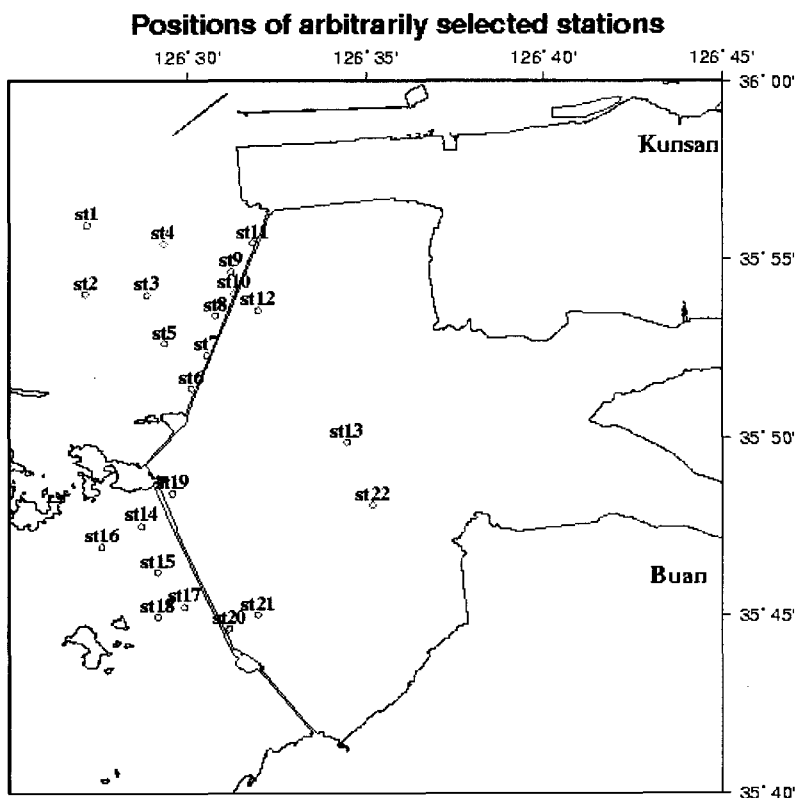 Positions of arbitrarily selected stations
126° 30' 126° 35' 126° 40' 126° 45'
36° 00'
Kunsan
st1
st4
st11
35° 55'
st9
st2
st3
st10
st12
st8
st5
st7
st6
st13
35° 50'
st19
st22
st14
st16
st15
Buan
st17
st18
st21
st20
35° 45'
35° 40'